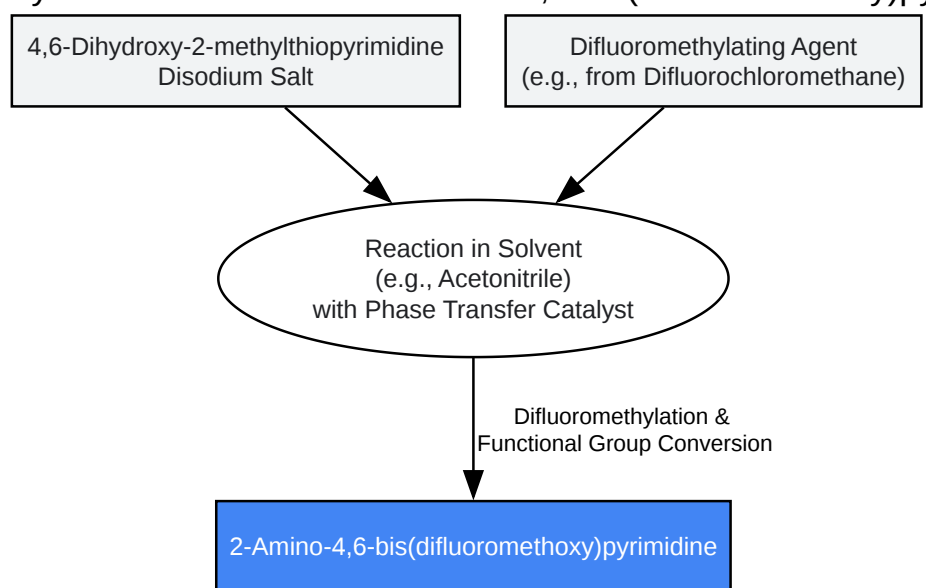 4,6-Dihydroxy-2-methylthiopyrimidine
Disodium Salt
Difluoromethylating Agent
(e.g., from Difluorochloromethane)
Reaction in Solvent
(e.g., Acetonitrile)
with Phase Transfer Catalyst
Difluoromethylation &
Functional Group Conversion
2-Amino-4,6-bis(difluoromethoxy)pyrimidine